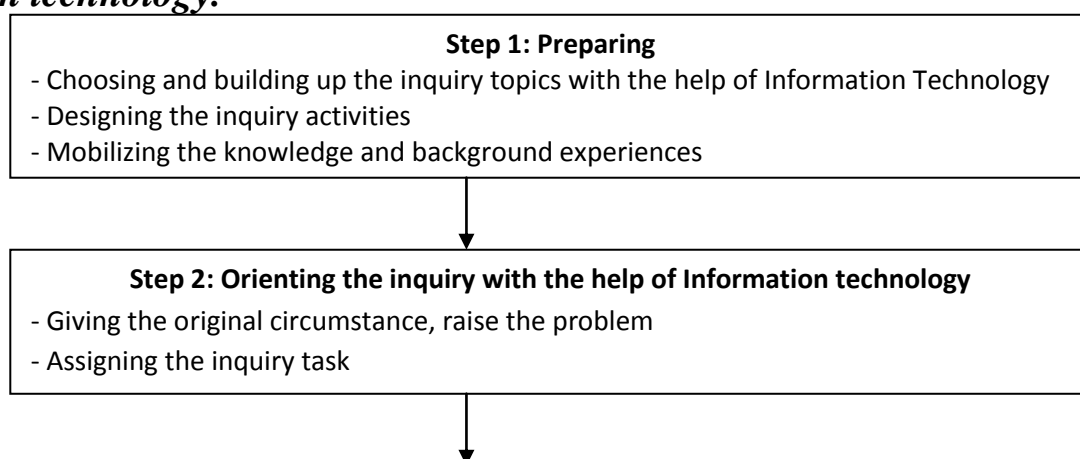 technology.
Step 1: Preparing
- Choosing and building up the inquiry topics with the help of Information Technology
- Designing the inquiry activities
- Mobilizing the knowledge and background experiences
Step 2: Orienting the inquiry with the help of Information technology
- Giving the original circumstance, raise the problem
- Assigning the inquiry task